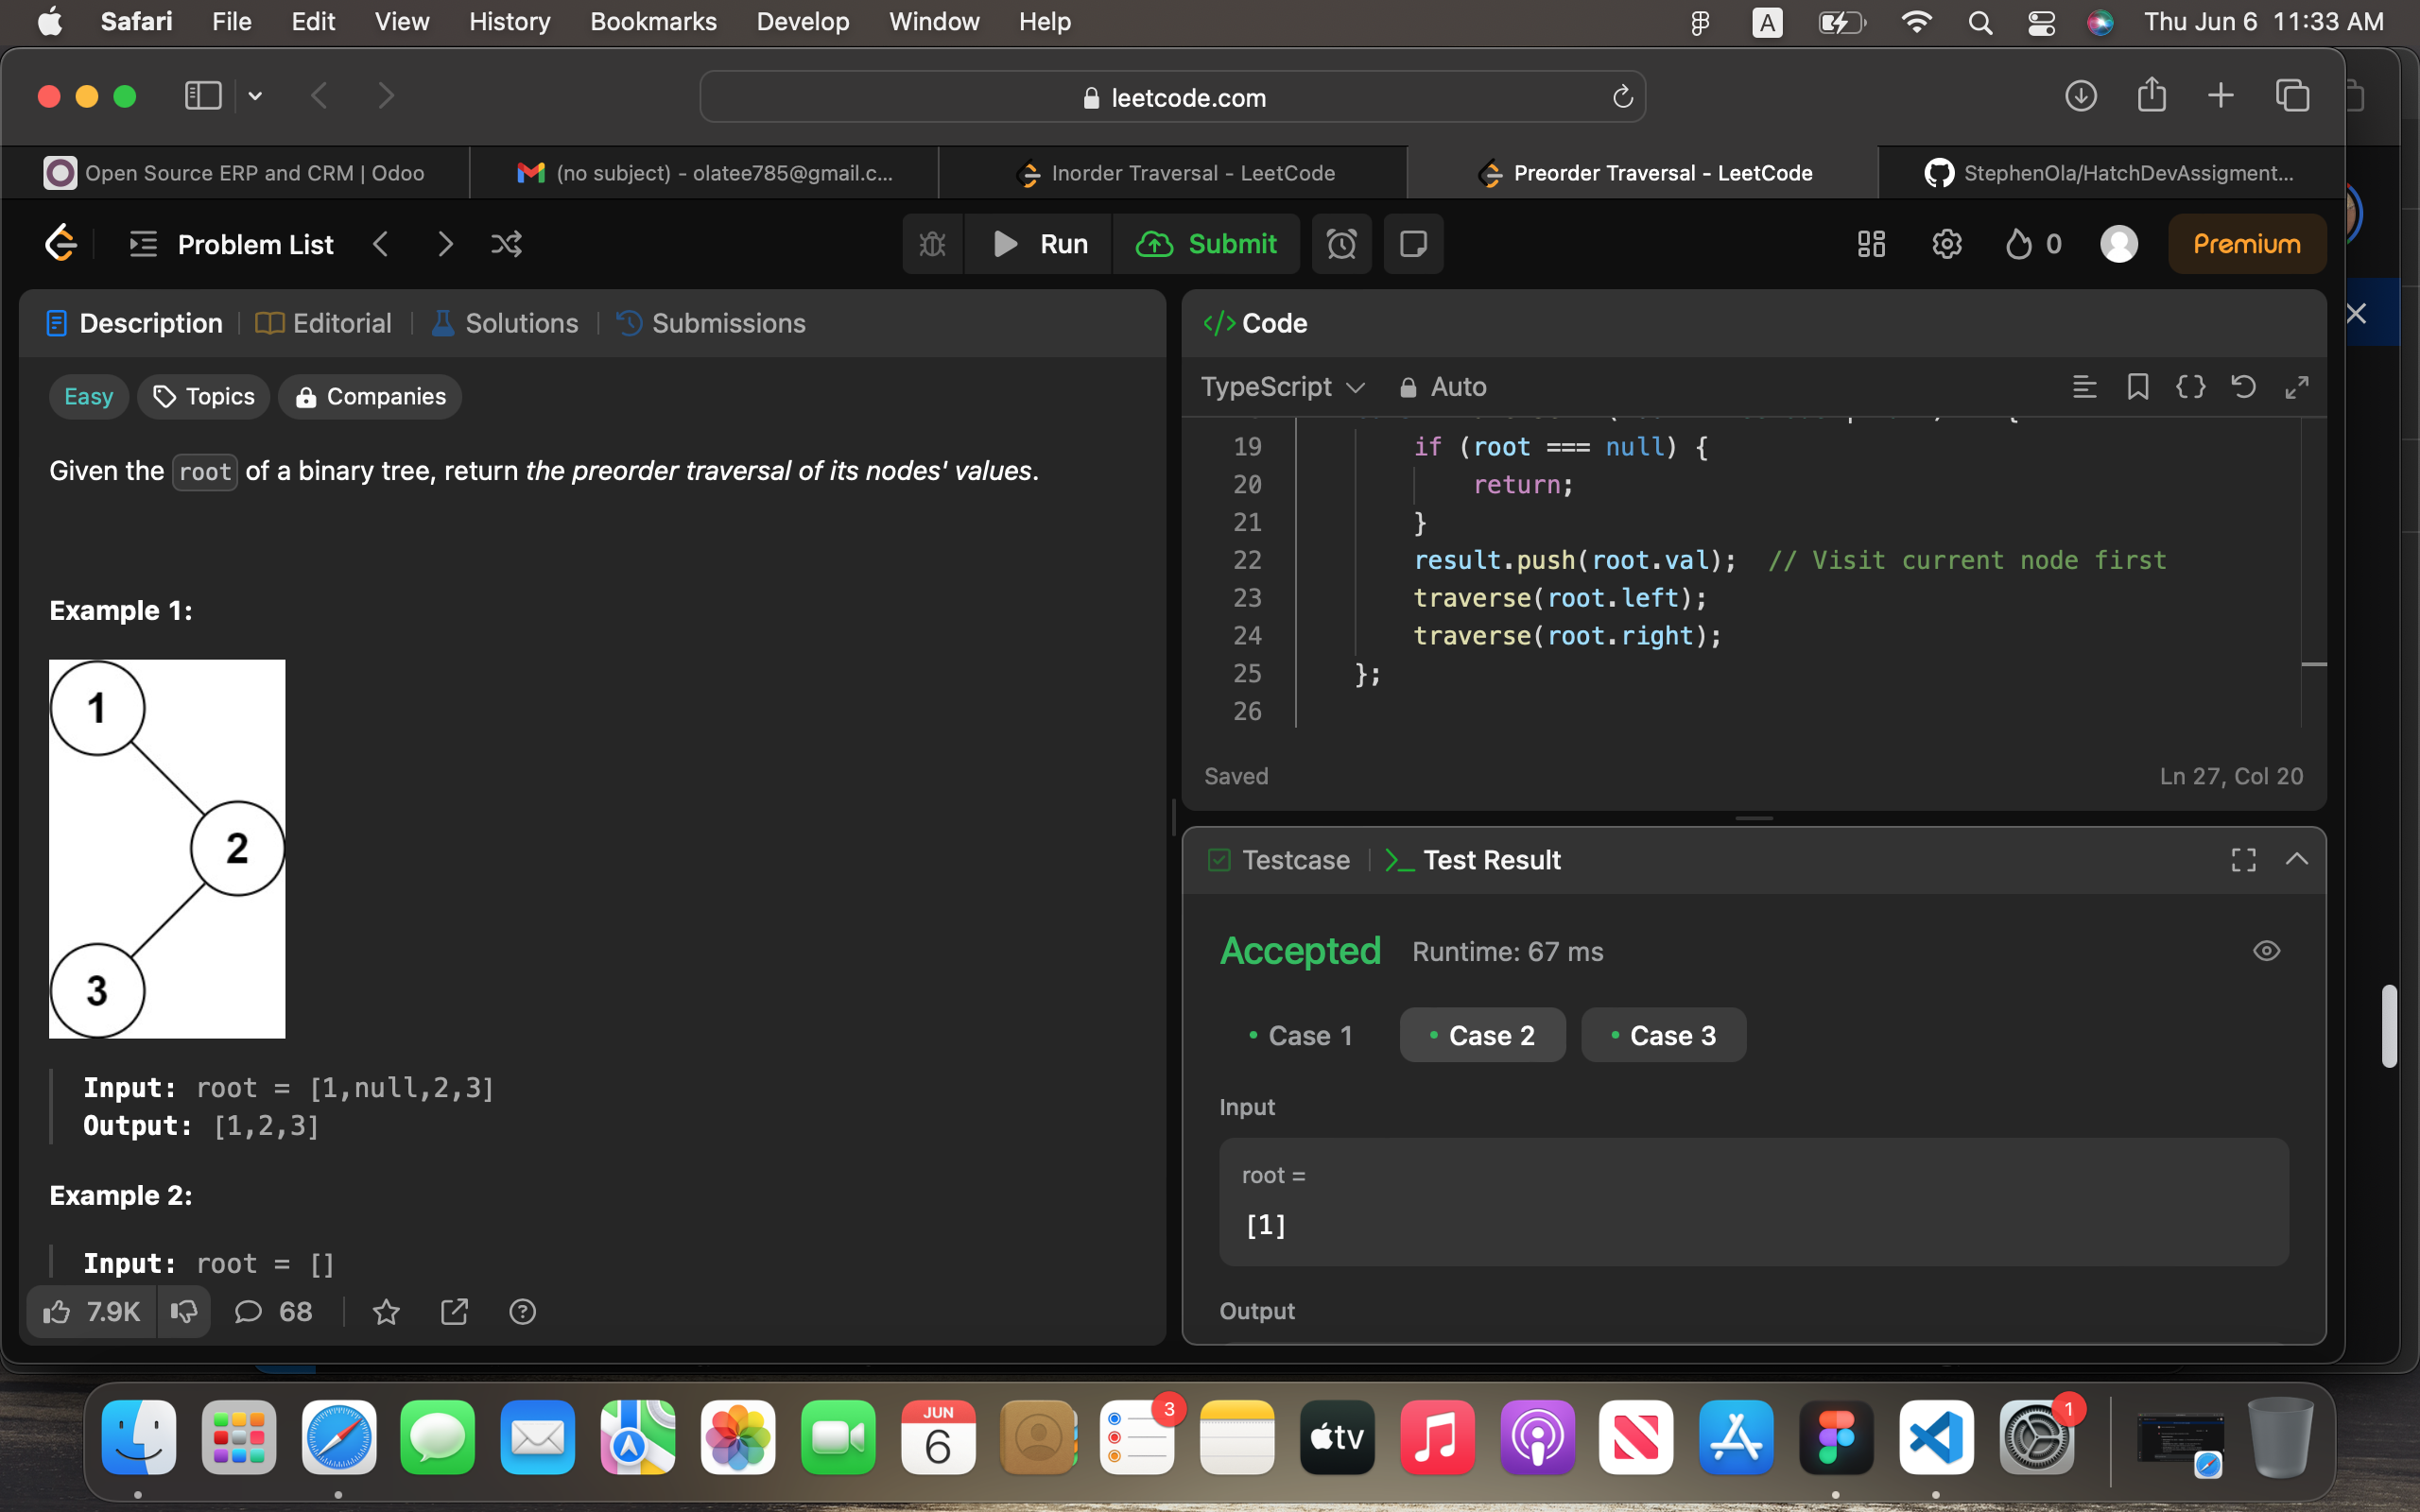 Safari File Edit View History Bookmarks Develop Window Help A Thu Jun 6 11:33 AM
leetcode.com
Open Source ERP and CRM | Odoo
(no subject) - olatee785@gmail.c...
Inorder Traversal - LeetCode
Preorder Traversal - LeetCode
StephenOla/HatchDevAssigment...
Problem List Run Submit 0 Premium
Description | Editorial | Solutions | Submissions
Easy Topics Companies
Given the root of a binary tree, return the preorder traversal of its nodes' values.
Example 1:
1
2
3
Input: root = [1,null,2,3]
Output: [1,2,3]
Example 2:
Input: root = []
7.9K 68
</> Code
TypeScript Auto
19 if (root === null) {
20 return;
21 }
22 result.push(root.val); // Visit current node first
23 traverse(root.left);
24 traverse(root.right);
25 };
26
Saved Ln 27, Col 20
Testcase | >_ Test Result
Accepted Runtime: 67 ms
• Case 1 • Case 2 • Case 3
Input
root =
[1]
Output
JUN
6
3
tv
1